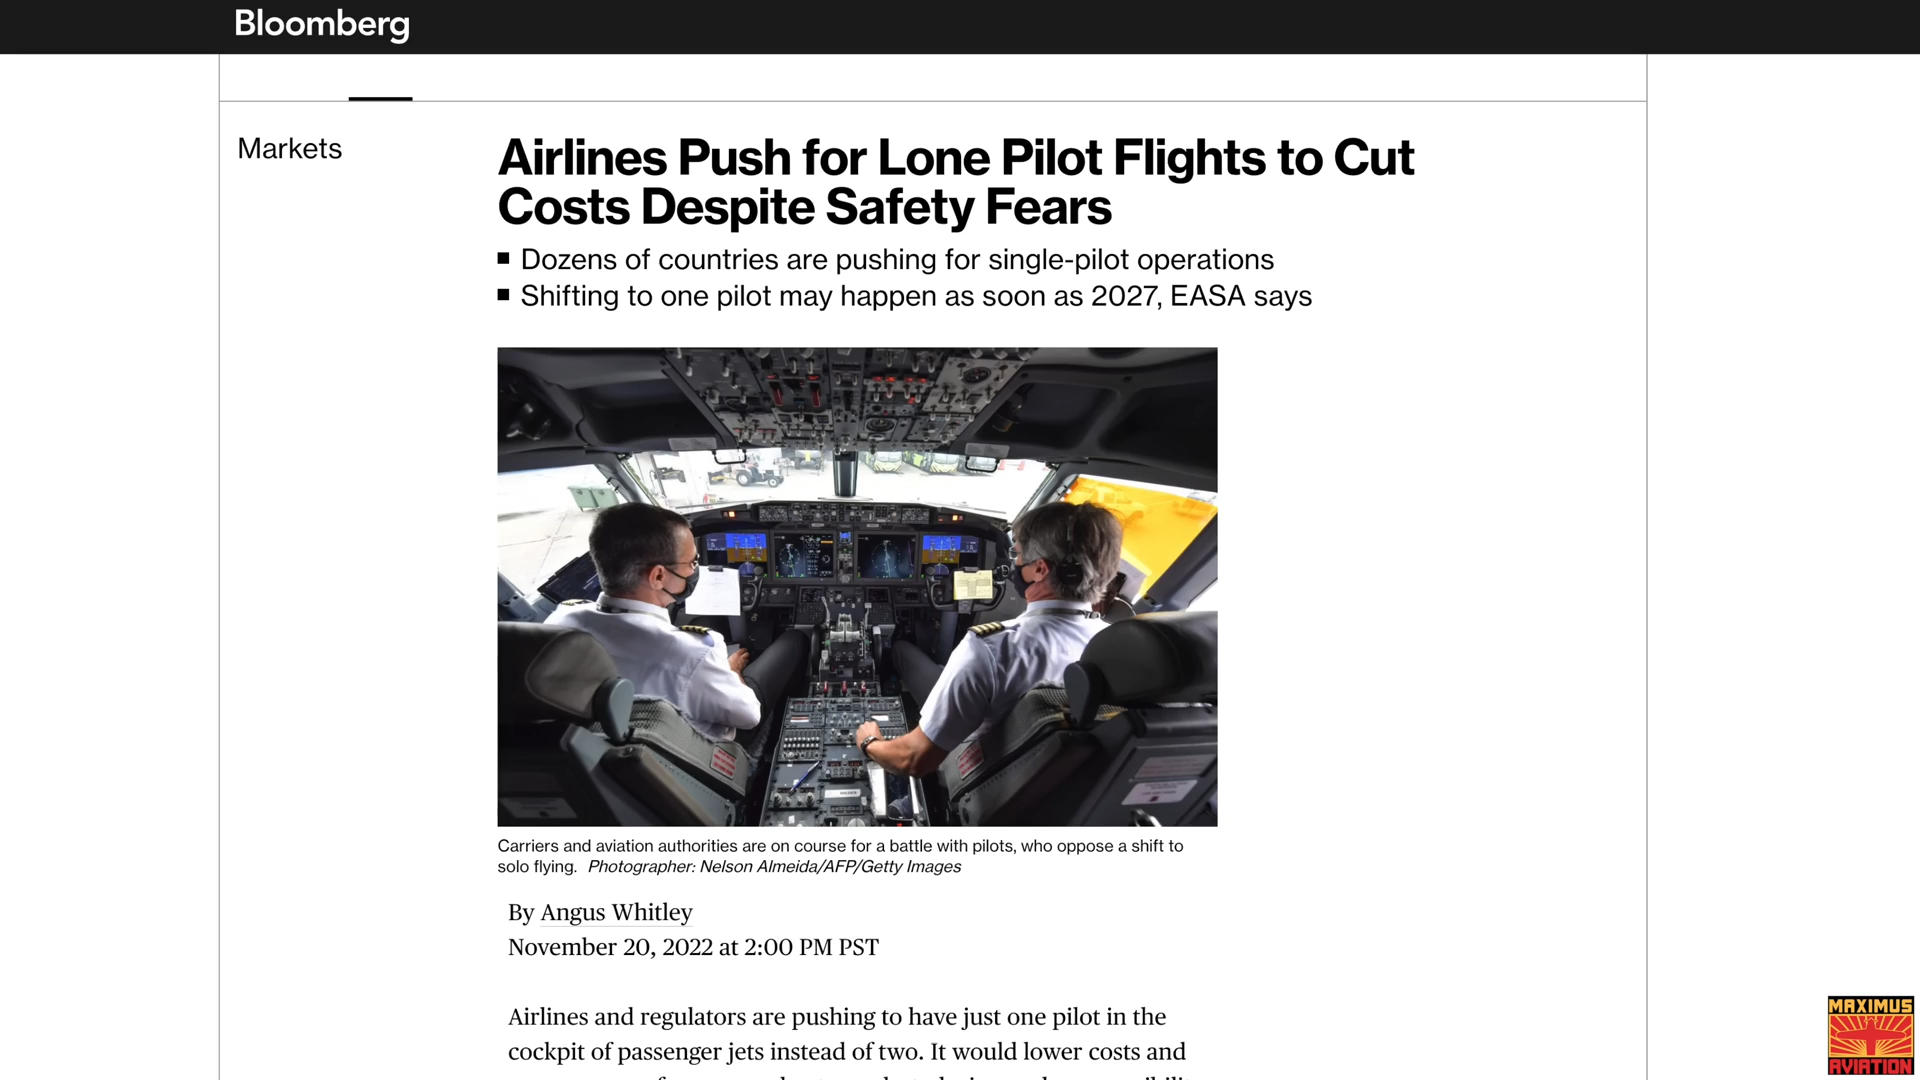 Bloomberg
Markets
Airlines Push for Lone Pilot Flights to Cut
Costs Despite Safety Fears
Dozens of countries are pushing for single-pilot operations
Shifting to one pilot may happen as soon as 2027, EASA says
Carriers and aviation authorities are on course for a battle with pilots, who oppose a shift to
solo flying. Photographer: Nelson Almeida/AFP/Getty Images
By Angus Whitley
November 20, 2022 at 2:00 PM PST
Airlines and regulators are pushing to have just one pilot in the
cockpit of passenger jets instead of two. It would lower costs and
MAXIMUS
AVIATION